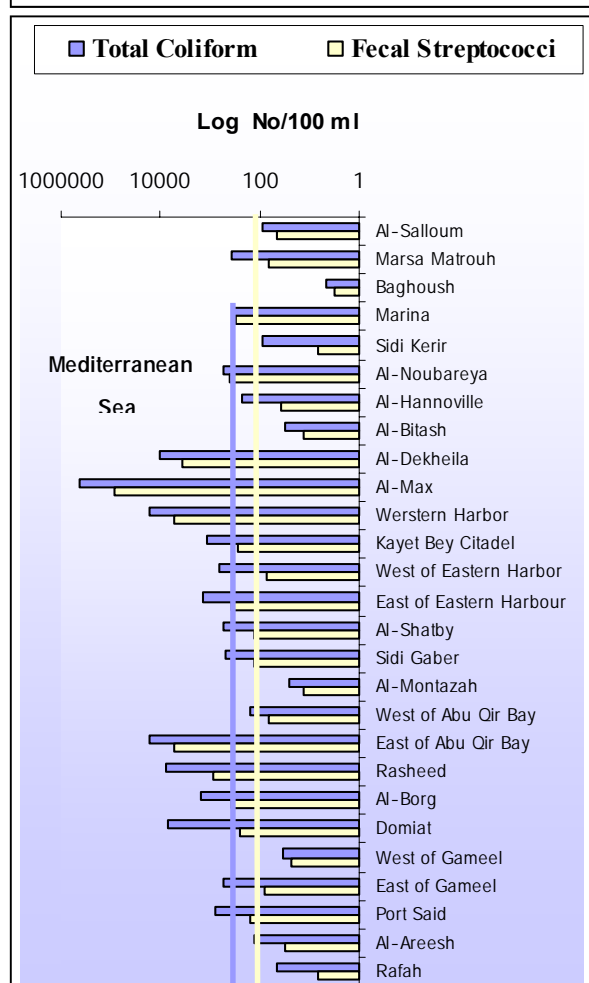 Total Coliform Fecal Streptococci
Log No/100 ml
1000000 10000 100 1
Al-Salloum
Marsa Matrouh
Baghoush
Marina
Sidi Kerir
Mediterranean
Al-Noubareya
Sea
Al-Hannoville
Al-Bitash
Al-Dekheila
Al-Max
Werstern Harbor
Kayet Bey Citadel
West of Eastern Harbor
East of Eastern Harbour
Al-Shatby
Sidi Gaber
Al-Montazah
West of Abu Qir Bay
East of Abu Qir Bay
Rasheed
Al-Borg
Domiat
West of Gameel
East of Gameel
Port Said
Al-Areesh
Rafah